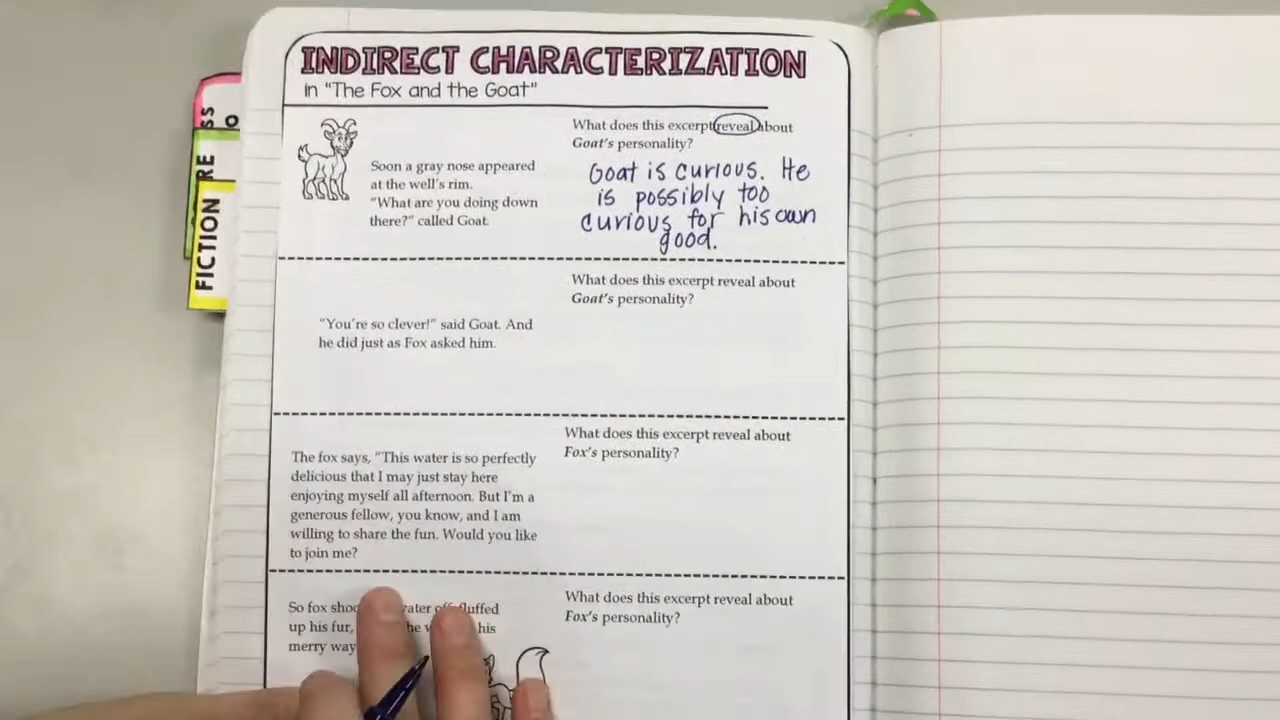 INDIRECT CHARACTERIZATION
in "The Fox and the Goat"
Soon a gray nose appeared
at the well's rim.
"What are you doing down
there?" called Goat.
What does this excerpt reveal about
Goat's personality?
Goat is curious. He
is possibly too
curious for his own
good.
"You're so clever!" said Goat. And
he did just as Fox asked him.
What does this excerpt reveal about
Goat's personality?
The fox says, "This water is so perfectly
delicious that I may just stay here
enjoying myself all afternoon. But I'm a
generous fellow, you know, and I am
willing to share the fun. Would you like
to join me?
What does this excerpt reveal about
Fox's personality?
So fox fluffed
up his fur, his
merry way
What does this excerpt reveal about
Fox's personality?
SS
O
RE
FICTION